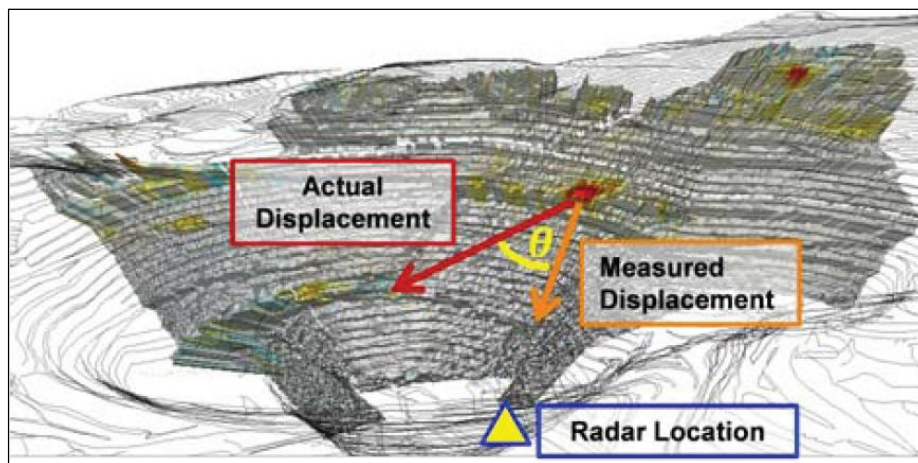 Actual
Displacement
θ
Measured
Displacement
Radar Location